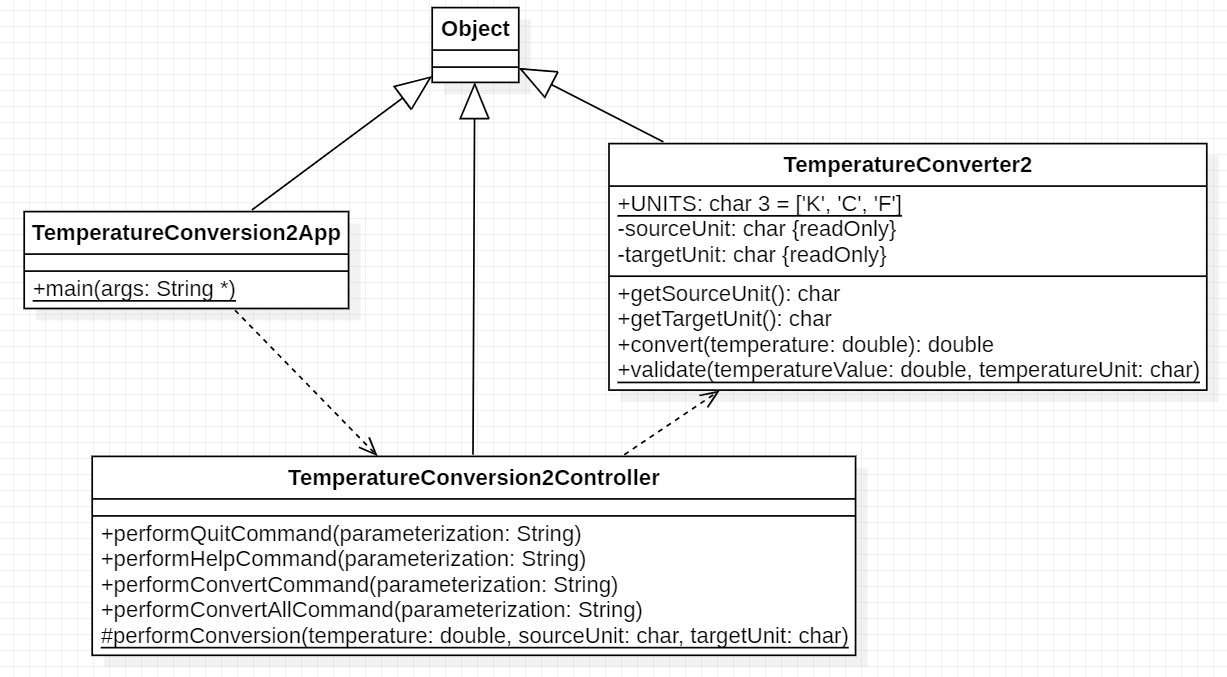 Object
TemperatureConverter2
+UNITS: char 3 = ['K', 'C', 'F']
-sourceUnit: char {readOnly}
-targetUnit: char {readOnly}
+getSourceUnit(): char
+getTargetUnit(): char
+convert(temperature: double): double
+validate(temperatureValue: double, temperatureUnit: char)
TemperatureConversion2App
+main(args: String *)
TemperatureConversion2Controller
+performQuitCommand(parameterization: String)
+performHelpCommand(parameterization: String)
+performConvertCommand(parameterization: String)
+performConvertAllCommand(parameterization: String)
#performConversion(temperature: double, sourceUnit: char, targetUnit: char)